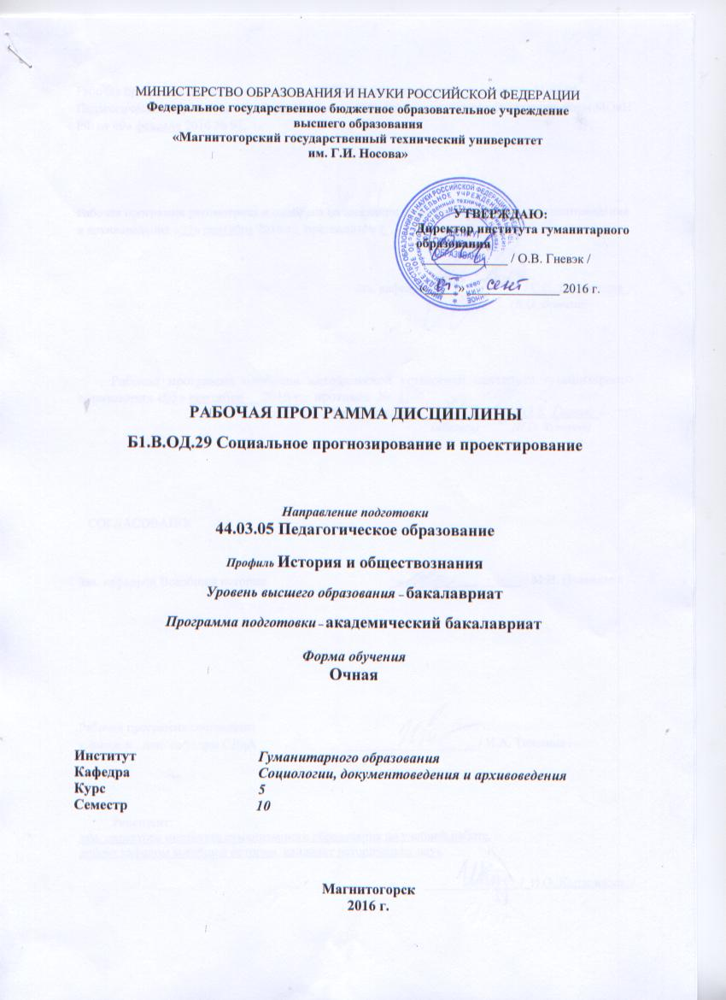 МИНИСТЕРСТВО ОБРАЗОВАНИЯ И НАУКИ РОССИЙСКОЙ ФЕДЕРАЦИИ
Федеральное государственное бюджетное образовательное учреждение
высшего образования
«Магнитогорский государственный технический университет
им. Г.И. Носова»
УТВЕРЖДАЮ:
Директор института гуманитарного
образования
/ О.В. Гневэк /
« » сент 2016 г.
РАБОЧАЯ ПРОГРАММА ДИСЦИПЛИНЫ
Б1.В.ОД.29 Социальное прогнозирование и проектирование
Направление подготовки
44.03.05 Педагогическое образование
Профиль История и обществознания
Уровень высшего образования – бакалавриат
Программа подготовки – академический бакалавриат
Форма обучения
Очная
Институт Гуманитарного образования
Кафедра Социологии, документоведения и архивоведения
Курс 5
Семестр 10
Магнитогорск
2016 г.